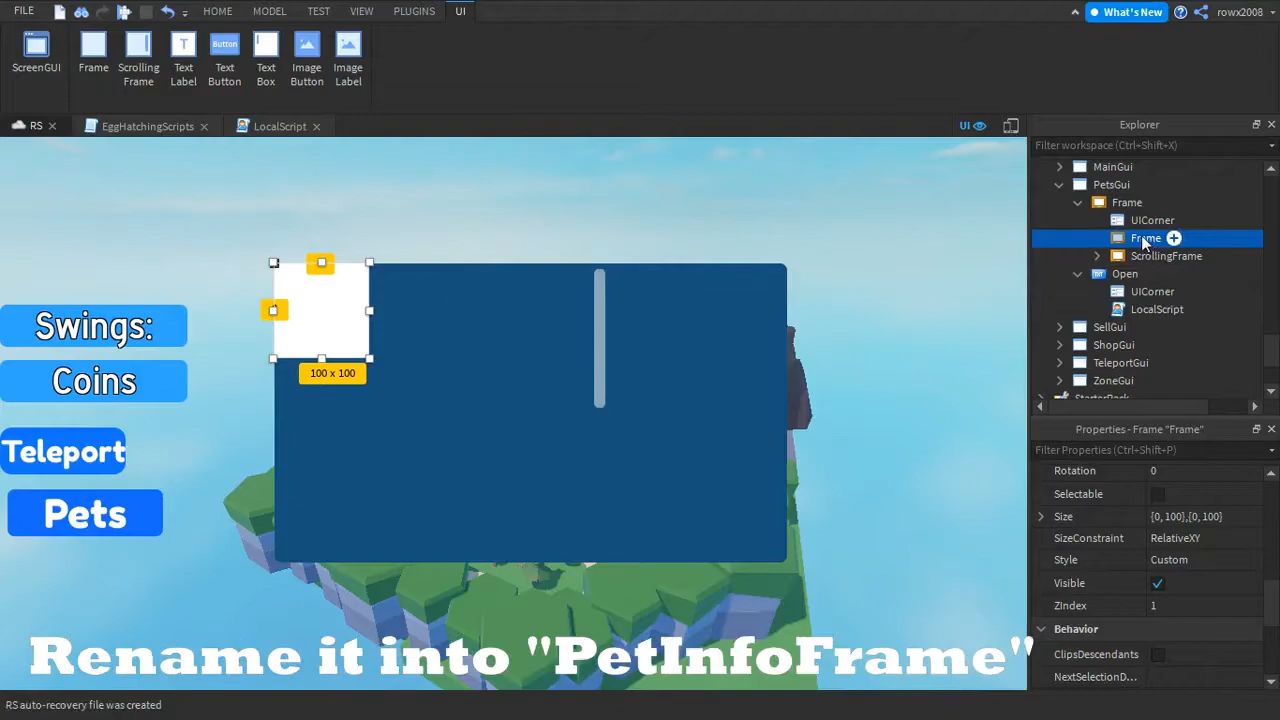 FILE
HOME
MODEL
TEST
VIEW
PLUGINS
UI
What's New
rowx2008
ScreenGUI
Frame
Scrolling
Frame
Text
Label
Button
Text
Button
Text
Box
Image
Button
Image
Label
RS
EggHatchingScripts
LocalScript
UI
Explorer
Filter workspace (Ctrl+Shift+X)
MainGui
PetsGui
Frame
UICorner
Frame
ScrollingFrame
Open
UICorner
LocalScript
SellGui
ShopGui
TeleportGui
ZoneGui
StarterPack
Swings:
Coins
Teleport
Pets
100 x 100
Properties - Frame "Frame"
Filter Properties (Ctrl+Shift+P)
Rotation 0
Selectable
Size {0, 100},{0, 100}
SizeConstraint RelativeXY
Style Custom
Visible
ZIndex 1
Behavior
ClipsDescendants
NextSelectionD...
Rename it into "PetInfoFrame"
RS auto-recovery file was created